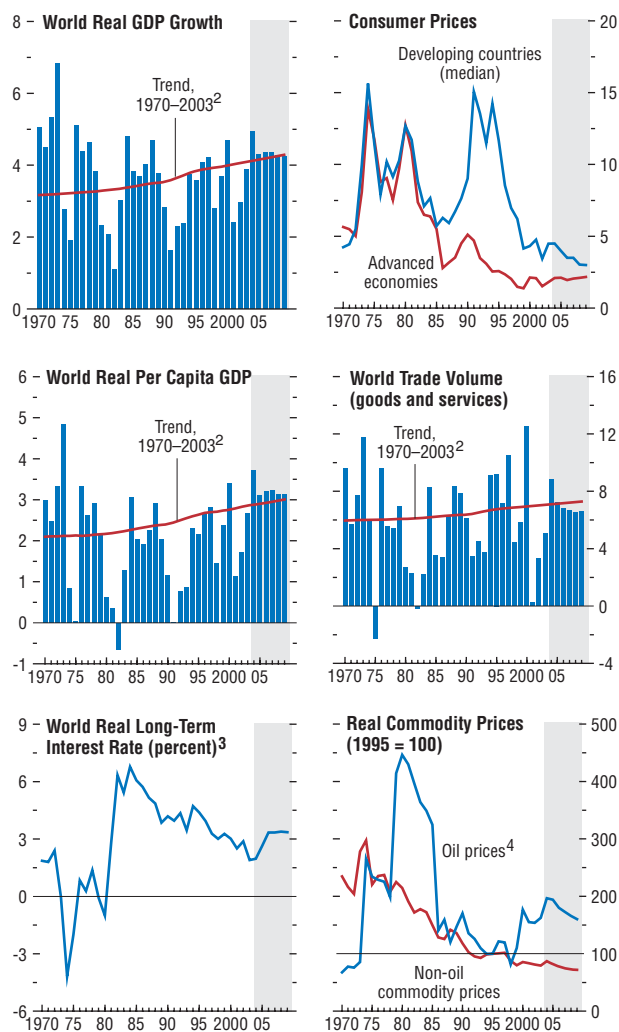 World Real GDP Growth
8
6
4
2
0
Trend,
1970–2003²
1970 75 80 85 90 95 2000 05
Consumer Prices
20
15
10
5
0
Developing countries
(median)
Advanced
economies
1970 75 80 85 90 95 2000 05
World Real Per Capita GDP
6
5
4
3
2
1
0
-1
Trend,
1970–2003²
1970 75 80 85 90 95 2000 05
World Trade Volume
(goods and services)
16
12
8
4
0
-4
Trend,
1970–2003²
1970 75 80 85 90 95 2000 05
World Real Long-Term
Interest Rate (percent)³
9
6
3
0
-3
-6
1970 75 80 85 90 95 2000 05
Real Commodity Prices
(1995 = 100)
500
400
300
200
100
0
Oil prices⁴
Non-oil
commodity prices
1970 75 80 85 90 95 2000 05